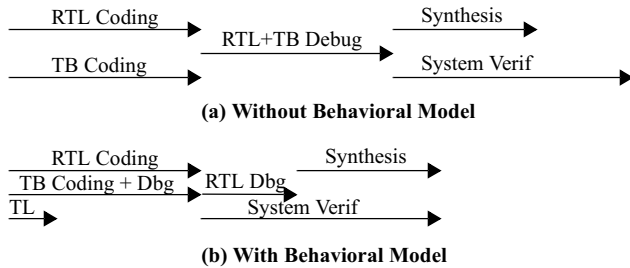 RTL Coding
Synthesis
RTL+TB Debug
TB Coding
System Verif
(a) Without Behavioral Model
RTL Coding
Synthesis
TB Coding + Dbg
RTL Dbg
TL
System Verif
(b) With Behavioral Model